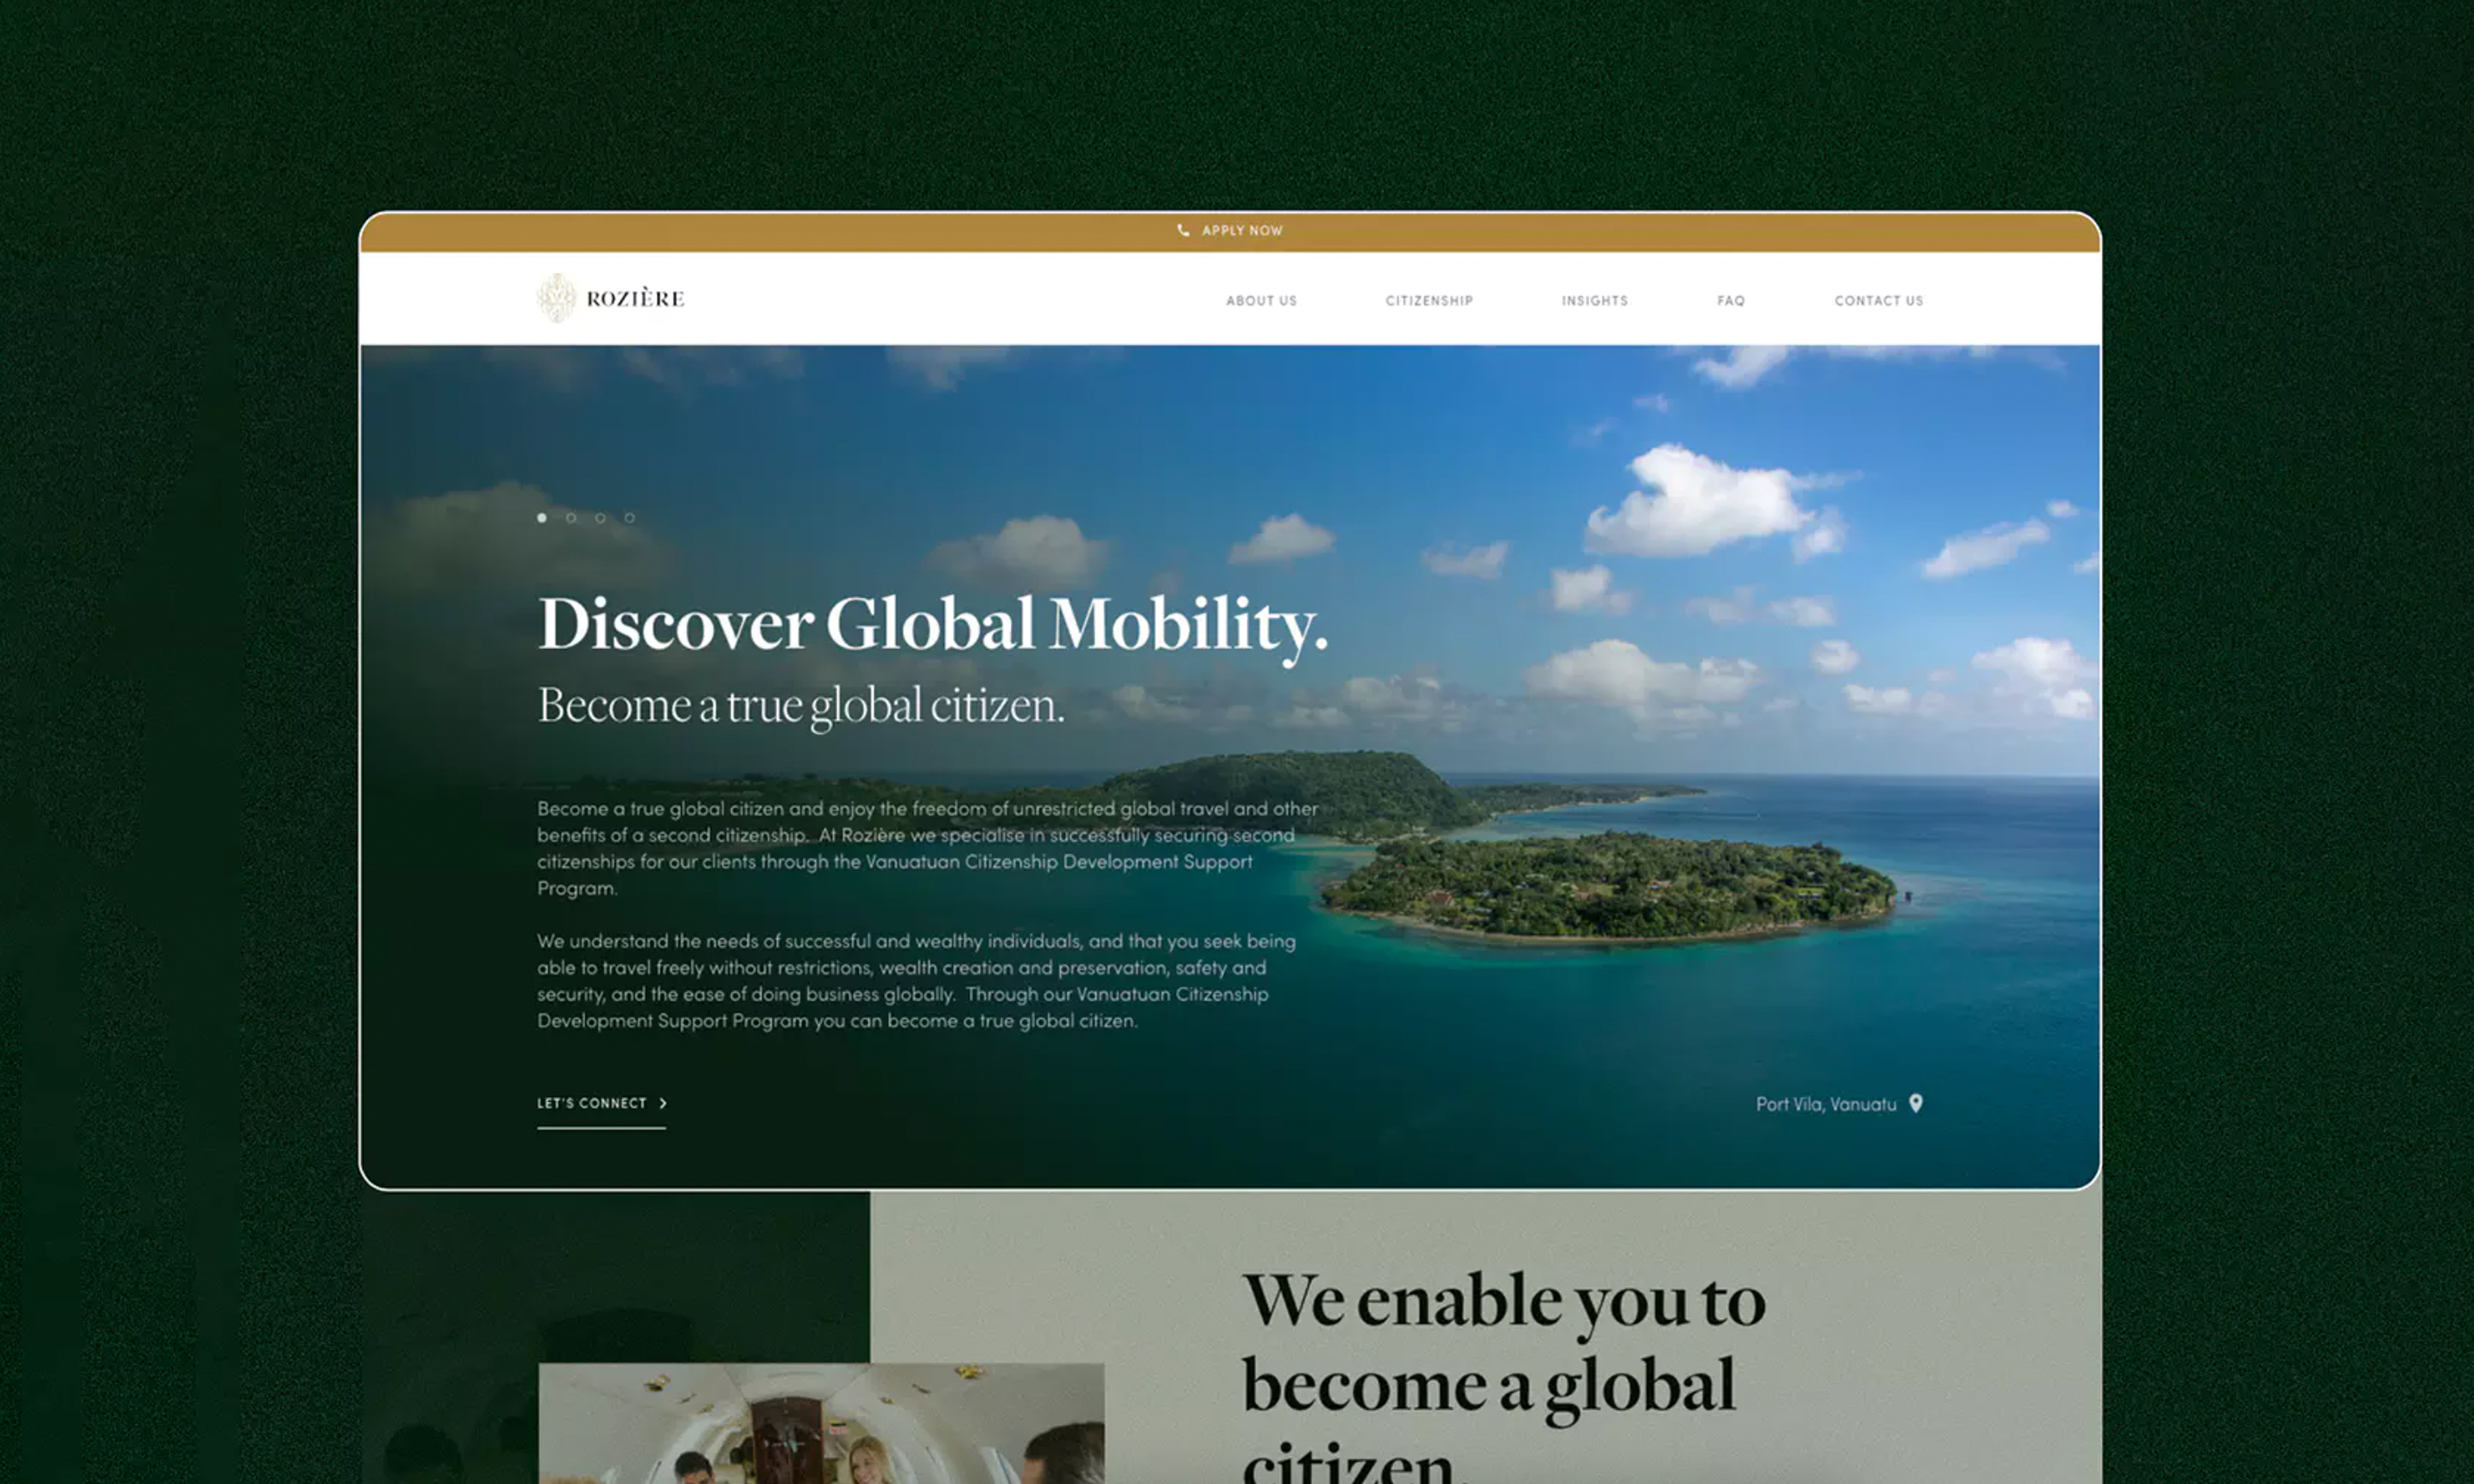 APPLY NOW
ROZIÈRE
ABOUT US
CITIZENSHIP
INSIGHTS
FAQ
CONTACT US
Discover Global Mobility.
Become a true global citizen.
Become a true global citizen and enjoy the freedom of unrestricted global travel and other
benefits of a second citizenship.  At Rozière we specialise in successfully securing second
citizenships for our clients through the Vanuatuan Citizenship Development Support
Program.
We understand the needs of successful and wealthy individuals, and that you seek being
able to travel freely without restrictions, wealth creation and preservation, safety and
security, and the ease of doing business globally.  Through our Vanuatuan Citizenship
Development Support Program you can become a true global citizen.
LET'S CONNECT
Port Vila, Vanuatu
We enable you to
become a global
citizen.